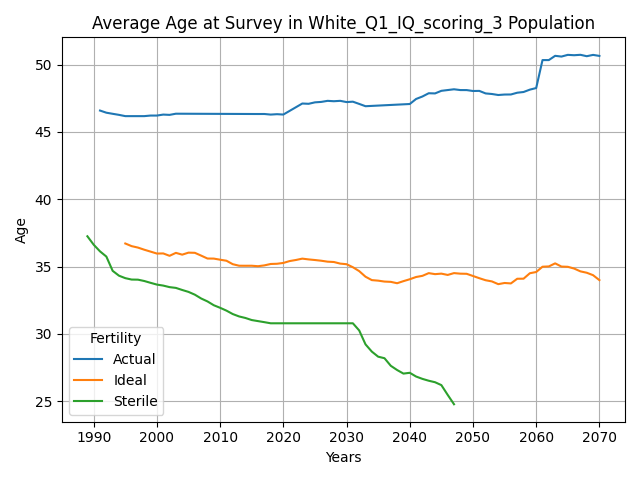 Average Age at Survey in White_Q1_IQ_scoring_3 Population
Age
50
45
40
35
30
25
Fertility
Actual
Ideal
Sterile
1990 2000 2010 2020 2030 2040 2050 2060 2070
Years